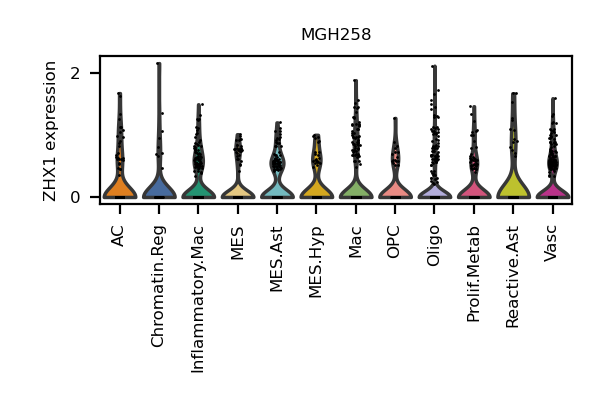 MGH258
ZHX1 expression
2
0
AC
Chromatin.Reg
Inflammatory.Mac
MES
MES.Ast
MES.Hyp
Mac
OPC
Oligo
Prolif.Metab
Reactive.Ast
Vasc